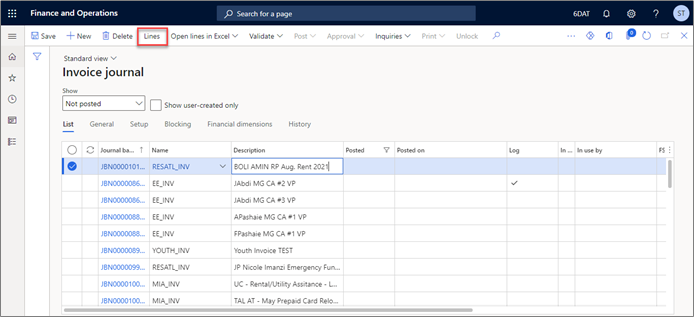 Finance and Operations
Search for a page
6DAT
ST
Save New Delete Lines Open lines in Excel Validate Post Approval Inquiries Print Unlock ... 0
Standard view
Invoice journal
Show
Not posted Show user-created only
List General Setup Blocking Financial dimensions History
Journal ba... Name Description Posted Posted on Log In ... In use by FS
JBN0000101... RESATL_INV BOLI AMIN RP Aug. Rent 2021
JBN0000086... EE_INV JAbdi MG CA #2 VP
JBN0000086... EE_INV JAbdi MG CA #3 VP
JBN0000086... EE_INV APashaie MG CA #1 VP
JBN0000086... EE_INV FPashaie MG CA #1 VP
JBN0000089... YOUTH_INV Youth Invoice TEST
JBN0000099... RESATL_INV JP Nicole Imanzi Emergency Fun...
JBN0000100... MIA_INV UC - Rental/Utility Assitance - L...
JBN0000100... MIA_INV TAL AT - May Prepaid Card Relo...